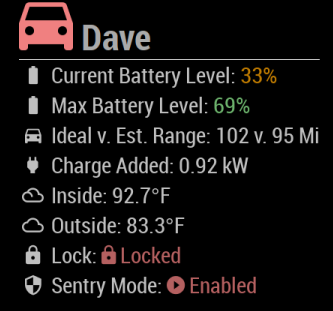 Dave
Current Battery Level: 33%
Max Battery Level: 69%
Ideal v. Est. Range: 102 v. 95 Mi
Charge Added: 0.92 kW
Inside: 92.7°F
Outside: 83.3°F
Lock: Locked
Sentry Mode: Enabled